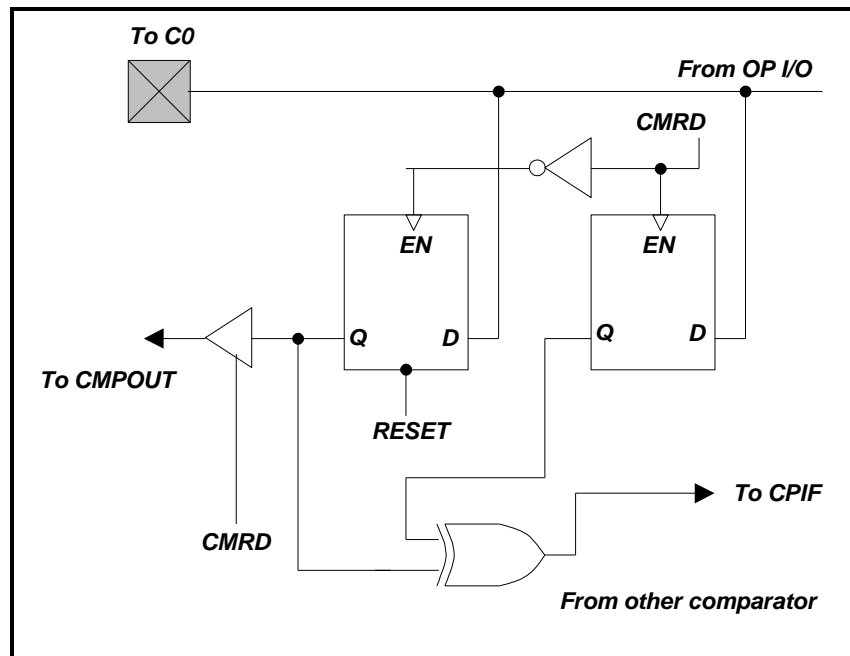 To C0
From OP I/O
CMRD
EN
EN
Q
D
Q
D
To CMPOUT
RESET
To CPIF
CMRD
From other comparator